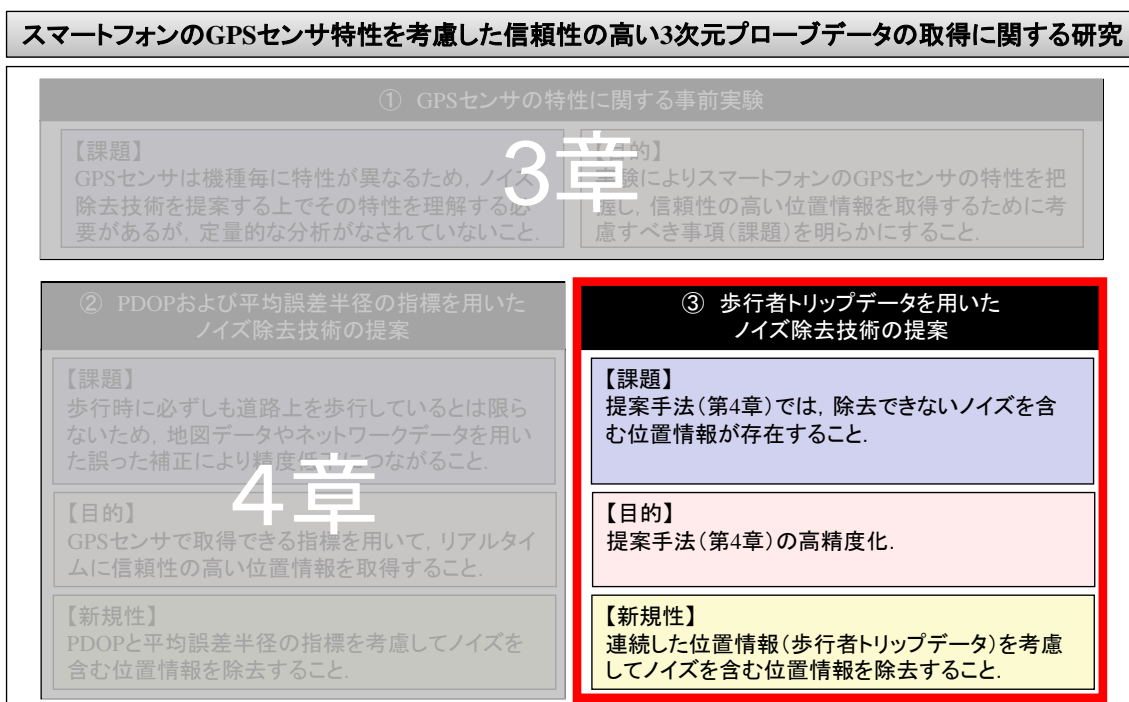 スマートフォンのGPSセンサ特性を考慮した信頼性の高い3次元プローブデータの取得に関する研究
① GPSセンサの特性に関する事前実験
【課題】
GPSセンサは機種毎に特性が異なるため，ノイズ
除去技術を提案する上でその特性を理解する必
要があるが，定量的な分析がなされていないこと．
【目的】
実験によりスマートフォンのGPSセンサの特性を把
握し，信頼性の高い位置情報を取得するために考
慮すべき事項（課題）を明らかにすること．
3章
② PDOPおよび平均誤差半径の指標を用いた
ノイズ除去技術の提案
【課題】
歩行時に必ずしも道路上を歩行しているとは限ら
ないため，地図データやネットワークデータを用い
た誤った補正により精度低下につながること．
【目的】
GPSセンサで取得できる指標を用いて，リアルタイ
ムに信頼性の高い位置情報を取得すること．
【新規性】
PDOPと平均誤差半径の指標を考慮してノイズを
含む位置情報を除去すること．
4章
③ 歩行者トリップデータを用いた
ノイズ除去技術の提案
【課題】
提案手法（第4章）では，除去できないノイズを含
む位置情報が存在すること．
【目的】
提案手法（第4章）の高精度化．
【新規性】
連続した位置情報（歩行者トリップデータ）を考慮
してノイズを含む位置情報を除去すること．